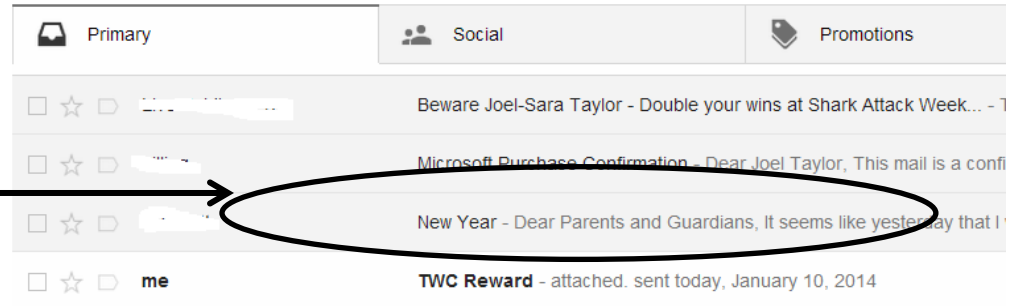 Primary Social Promotions
Beware Joel-Sara Taylor - Double your wins at Shark Attack Week... -
Microsoft Purchase Confirmation - Dear Joel Taylor, This mail is a confi
New Year - Dear Parents and Guardians, It seems like yesterday that I
me TWC Reward - attached. sent today, January 10, 2014